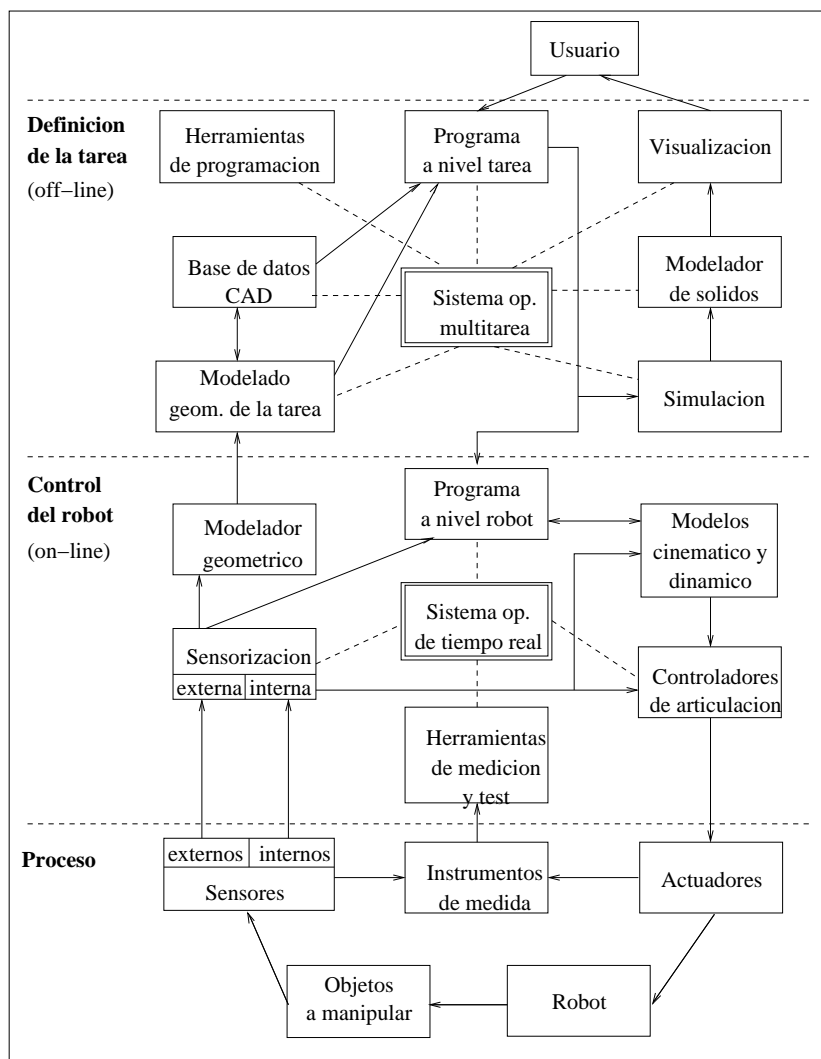 Usuario
Definicion
de la tarea
(off−line)
Herramientas
de programacion
Programa
a nivel tarea
Visualizacion
Base de datos
CAD
Sistema op.
multitarea
Modelador
de solidos
Modelado
geom. de la tarea
Simulacion
Control
del robot
(on−line)
Modelador
geometrico
Programa
a nivel robot
Modelos
cinematico y
dinamico
Sensorizacion
externa interna
Sistema op.
de tiempo real
Controladores
de articulacion
Herramientas
de medicion
y test
Proceso
externos internos
Sensores
Instrumentos
de medida
Actuadores
Objetos
a manipular
Robot